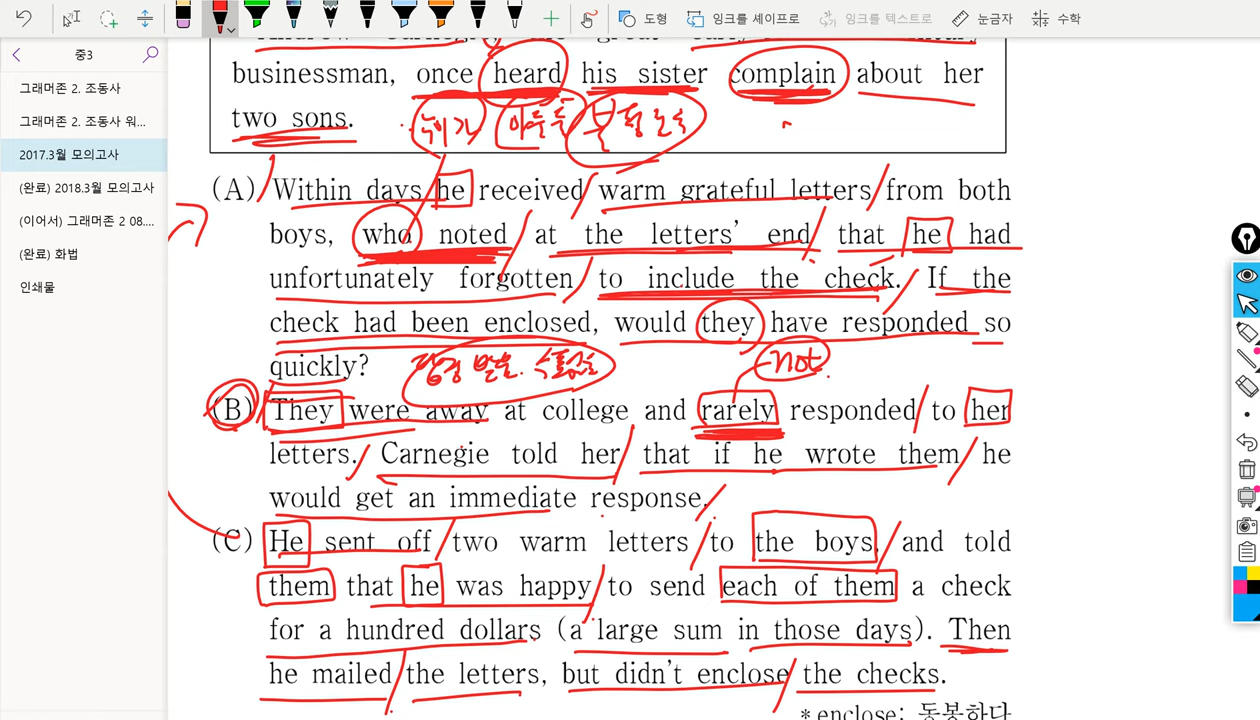 도형
잉크를 셰이프로
잉크를 텍스트로
눈금자
수학
중3
그래머존 2. 조동사
그래머존 2. 조동사 워...
2017.3월 모의고사
(완료) 2018.3월 모의고사
(이어서) 그래머존 2 08....
(완료) 화법
인쇄물
businessman, once heard his sister complain about her
two sons.
누이가 아들들
(A) Within days he received warm grateful letters from both
boys, who noted at the letters' end that he had
unfortunately forgotten to include the check. If the
check had been enclosed, would they have responded so
quickly?
not
(B) They were away at college and rarely responded to her
letters. Carnegie told her that if he wrote them he
would get an immediate response.
(C) He sent off two warm letters to the boys, and told
them that he was happy to send each of them a check
for a hundred dollars (a large sum in those days). Then
he mailed the letters, but didn't enclose the checks.
* enclose: 동봉하다